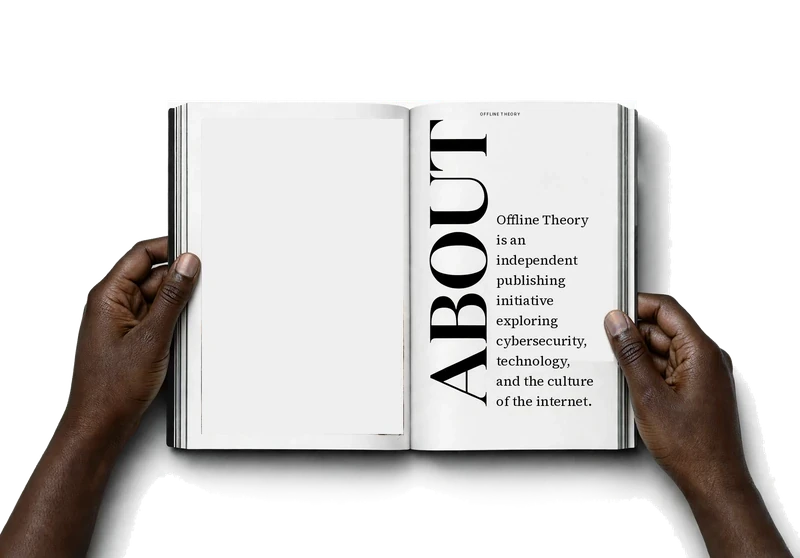 OFFLINE THEORY
ABOUT
Offline Theory
is an
independent
publishing
initiative
exploring
cybersecurity,
technology,
and the culture
of the internet.